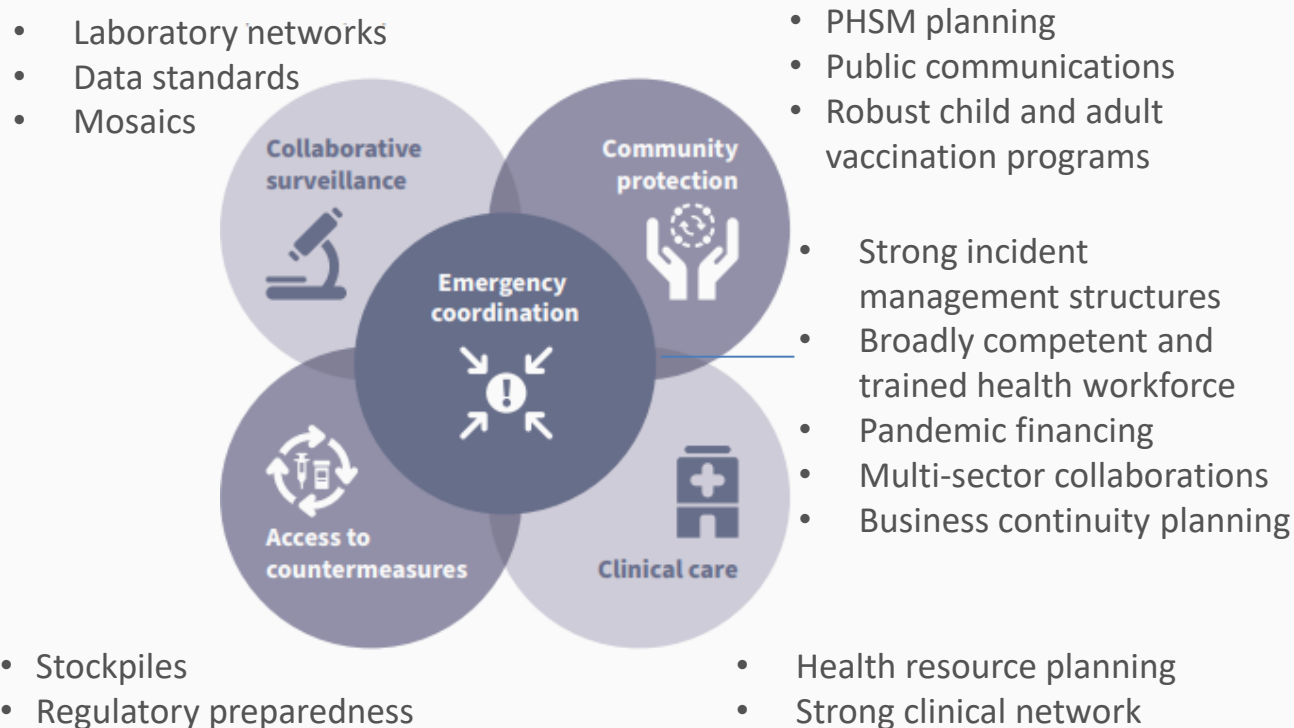 • Laboratory networks
• Data standards
• Mosaics
• PHSM planning
• Public communications
• Robust child and adult
vaccination programs
Collaborative
surveillance
Community
protection
Emergency
coordination
!
• Strong incident
management structures
• Broadly competent and
trained health workforce
• Pandemic financing
• Multi-sector collaborations
• Business continuity planning
Access to
countermeasures
Clinical care
• Stockpiles
• Regulatory preparedness
• Health resource planning
• Strong clinical network